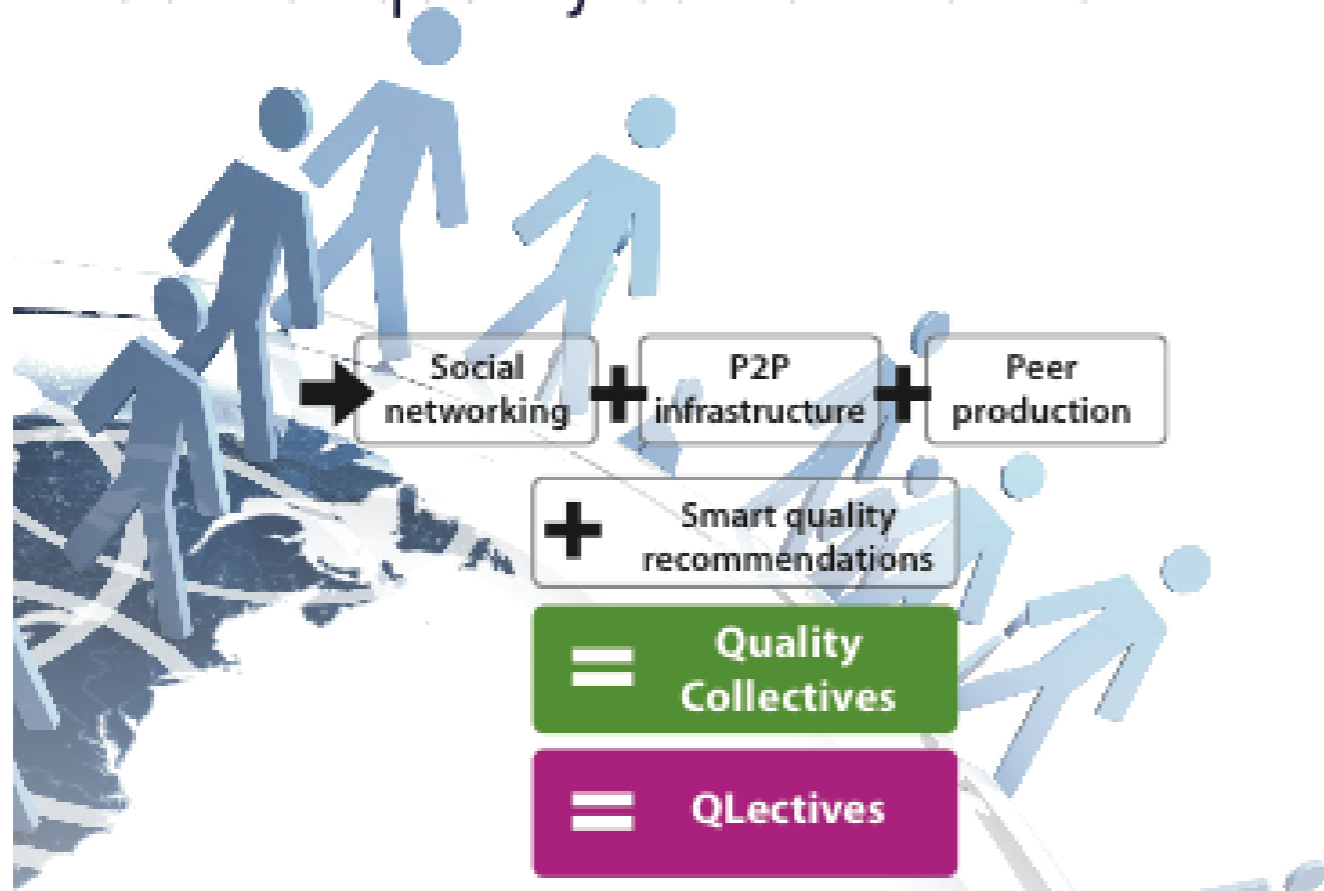 Social
networking
+
P2P
infrastructure
+
Peer
production
+
Smart quality
recommendations
=
Quality
Collectives
=
QLectives